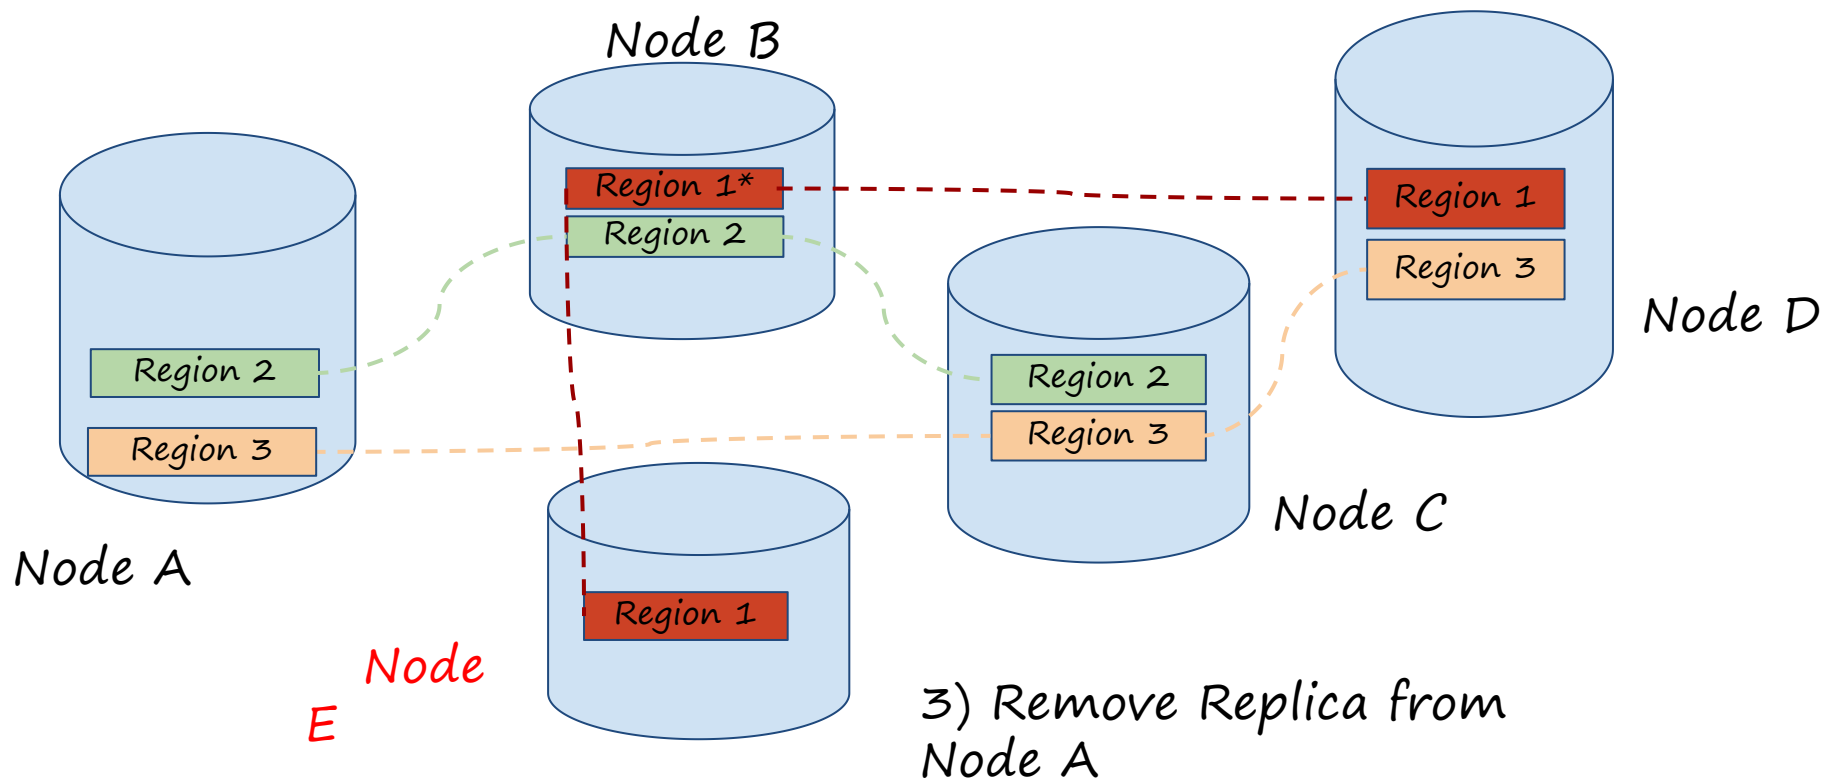 Node B
Region 1*
Region 2
Region 1
Region 3
Node D
Region 2
Region 3
Node A
Region 2
Region 3
Node C
Region 1
Node
E
3) Remove Replica from
Node A